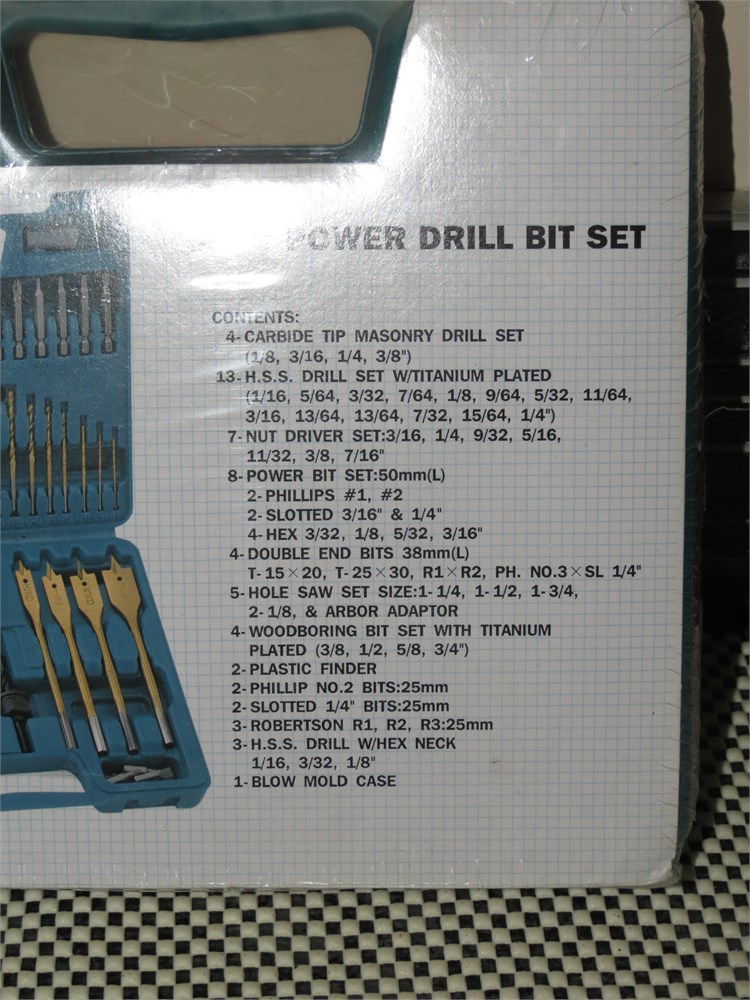 POWER DRILL BIT SET
CONTENTS:
4- CARBIDE TIP MASONRY DRILL SET
(1/8, 3/16, 1/4, 3/8")
13- H.S.S. DRILL SET W/TITANIUM PLATED
(1/16, 5/64, 3/32, 7/64, 1/8, 9/64, 5/32, 11/64,
3/16, 13/64, 13/64, 7/32, 15/64, 1/4")
7- NUT DRIVER SET:3/16, 1/4, 9/32, 5/16,
11/32, 3/8, 7/16"
8- POWER BIT SET:50mm(L)
2- PHILLIPS #1, #2
2- SLOTTED 3/16" & 1/4"
4- HEX 3/32, 1/8, 5/32, 3/16"
4- DOUBLE END BITS 38mm(L)
T-15×20, T-25×30, R1×R2, PH. NO.3×SL 1/4"
5- HOLE SAW SET SIZE:1-1/4, 1-1/2, 1-3/4,
2-1/8, & ARBOR ADAPTOR
4- WOODBORING BIT SET WITH TITANIUM
PLATED (3/8, 1/2, 5/8, 3/4")
2- PLASTIC FINDER
2- PHILLIP NO.2 BITS:25mm
2- SLOTTED 1/4" BITS:25mm
3- ROBERTSON R1, R2, R3:25mm
3- H.S.S. DRILL W/HEX NECK
1/16, 3/32, 1/8"
1- BLOW MOLD CASE